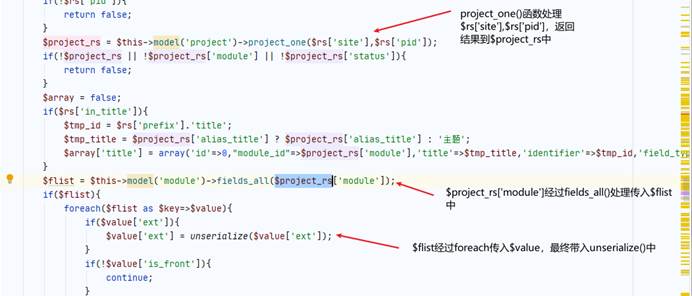 if(!$rs['pid']){
return false;
}
$project_rs = $this->model('project')->project_one($rs['site'],$rs['pid']);
if(!$project_rs || !$project_rs['module'] || !$project_rs['status']){
return false;
}
$array = false;
if($rs['in_title']){
$tmp_id = $rs['prefix'].'title';
$tmp_title = $project_rs['alias_title'] ? $project_rs['alias_title'] : '主题';
$array['title'] = array('id'=>0,"module_id"=>$project_rs['module'],'title'=>$tmp_title,'identifier'=>$tmp_id,'field_typ
}
$flist = $this->model('module')->fields_all($project_rs['module']);
if($flist){
foreach($flist as $key=>$value){
if($value['ext']){
$value['ext'] = unserialize($value['ext']);
}
if(!$value['is_front']){
continue;
}
project_one()函数处理
$rs['site'],$rs['pid']，返回
结果到$project_rs中
$project_rs['module']经过fields_all()处理传入$flist
中
$flist经过foreach传入$value，最终带入unserialize()中